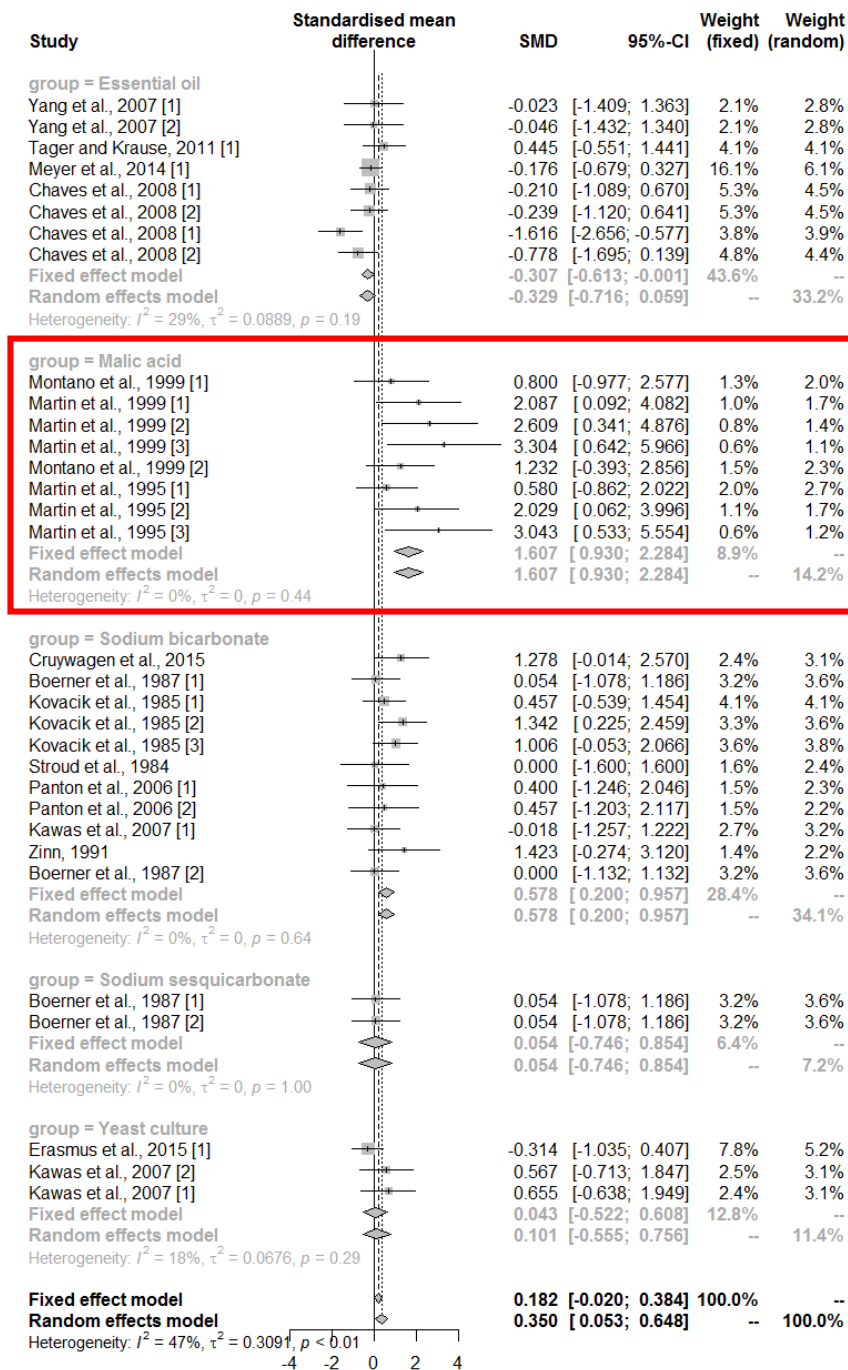 Standardised mean Weight Weight
Study difference SMD 95%-CI (fixed) (random)
group = Essential oil
Yang et al., 2007 [1] -0.023 [-1.409; 1.363] 2.1% 2.8%
Yang et al., 2007 [2] -0.046 [-1.432; 1.340] 2.1% 2.8%
Tager and Krause, 2011 [1] 0.445 [-0.551; 1.441] 4.1% 4.1%
Meyer et al., 2014 [1] -0.176 [-0.679; 0.327] 16.1% 6.1%
Chaves et al., 2008 [1] -0.210 [-1.089; 0.670] 5.3% 4.5%
Chaves et al., 2008 [2] -0.239 [-1.120; 0.641] 5.3% 4.5%
Chaves et al., 2008 [1] -1.616 [-2.656; -0.577] 3.8% 3.9%
Chaves et al., 2008 [2] -0.778 [-1.695; 0.139] 4.8% 4.4%
Fixed effect model -0.307 [-0.613; -0.001] 43.6% --
Random effects model -0.329 [-0.716; 0.059] -- 33.2%
Heterogeneity: I² = 29%, τ² = 0.0889, p = 0.19
group = Malic acid
Montano et al., 1999 [1] 0.800 [-0.977; 2.577] 1.3% 2.0%
Martin et al., 1999 [1] 2.087 [ 0.092; 4.082] 1.0% 1.7%
Martin et al., 1999 [2] 2.609 [ 0.341; 4.876] 0.8% 1.4%
Martin et al., 1999 [3] 3.304 [ 0.642; 5.966] 0.6% 1.1%
Montano et al., 1999 [2] 1.232 [-0.393; 2.856] 1.5% 2.3%
Martin et al., 1995 [1] 0.580 [-0.862; 2.022] 2.0% 2.7%
Martin et al., 1995 [2] 2.029 [ 0.062; 3.996] 1.1% 1.7%
Martin et al., 1995 [3] 3.043 [ 0.533; 5.554] 0.6% 1.2%
Fixed effect model 1.607 [ 0.930; 2.284] 8.9% --
Random effects model 1.607 [ 0.930; 2.284] -- 14.2%
Heterogeneity: I² = 0%, τ² = 0, p = 0.44
group = Sodium bicarbonate
Cruywagen et al., 2015 1.278 [-0.014; 2.570] 2.4% 3.1%
Boerner et al., 1987 [1] 0.054 [-1.078; 1.186] 3.2% 3.6%
Kovacik et al., 1985 [1] 0.457 [-0.539; 1.454] 4.1% 4.1%
Kovacik et al., 1985 [2] 1.342 [ 0.225; 2.459] 3.3% 3.6%
Kovacik et al., 1985 [3] 1.006 [-0.053; 2.066] 3.6% 3.8%
Stroud et al., 1984 0.000 [-1.600; 1.600] 1.6% 2.4%
Panton et al., 2006 [1] 0.400 [-1.246; 2.046] 1.5% 2.3%
Panton et al., 2006 [2] 0.457 [-1.203; 2.117] 1.5% 2.2%
Kawas et al., 2007 [1] -0.018 [-1.257; 1.222] 2.7% 3.2%
Zinn, 1991 1.423 [-0.274; 3.120] 1.4% 2.2%
Boerner et al., 1987 [2] 0.000 [-1.132; 1.132] 3.2% 3.6%
Fixed effect model 0.578 [ 0.200; 0.957] 28.4% --
Random effects model 0.578 [ 0.200; 0.957] -- 34.1%
Heterogeneity: I² = 0%, τ² = 0, p = 0.64
group = Sodium sesquicarbonate
Boerner et al., 1987 [1] 0.054 [-1.078; 1.186] 3.2% 3.6%
Boerner et al., 1987 [2] 0.054 [-1.078; 1.186] 3.2% 3.6%
Fixed effect model 0.054 [-0.746; 0.854] 6.4% --
Random effects model 0.054 [-0.746; 0.854] -- 7.2%
Heterogeneity: I² = 0%, τ² = 0, p = 1.00
group = Yeast culture
Erasmus et al., 2015 [1] -0.314 [-1.035; 0.407] 7.8% 5.2%
Kawas et al., 2007 [2] 0.567 [-0.713; 1.847] 2.5% 3.1%
Kawas et al., 2007 [1] 0.655 [-0.638; 1.949] 2.4% 3.1%
Fixed effect model 0.043 [-0.522; 0.608] 12.8% --
Random effects model 0.101 [-0.555; 0.756] -- 11.4%
Heterogeneity: I² = 18%, τ² = 0.0676, p = 0.29
Fixed effect model 0.182 [-0.020; 0.384] 100.0% --
Random effects model 0.350 [ 0.053; 0.648] -- 100.0%
Heterogeneity: I² = 47%, τ² = 0.3091, p < 0.01
-4 -2 0 2 4